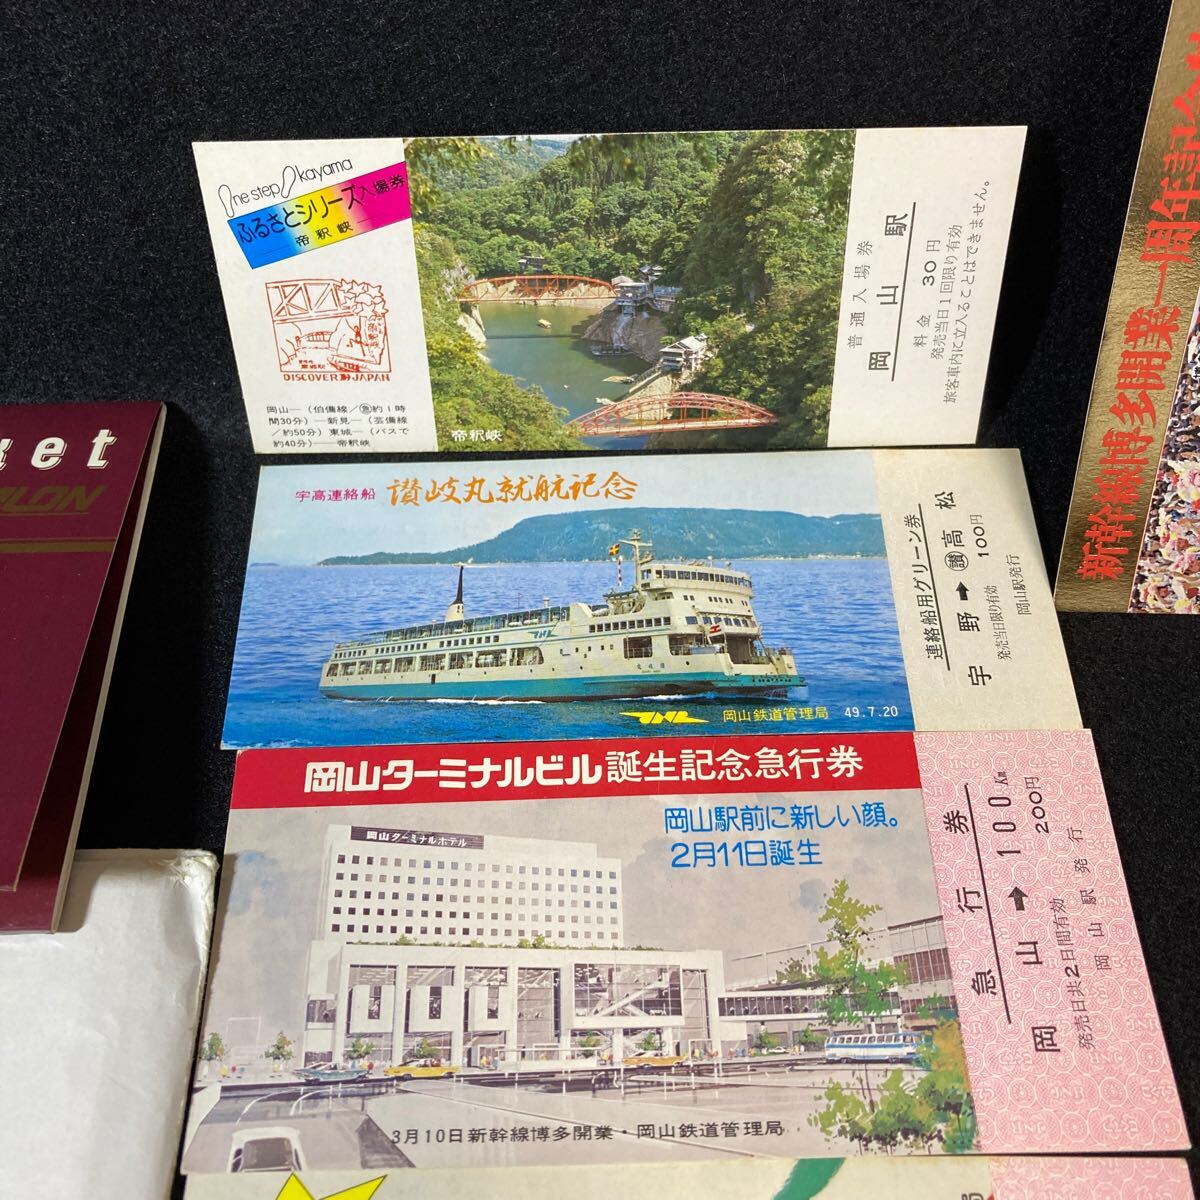 One step Okayama
ふるさとシリーズ入場券
帝釈峡
DISCOVER JAPAN
岡山―(伯備線/急約1時
間30分)―新見―(芸備線
/約50分)東城―(バスで
約40分)―帝釈峡
帝釈峡
普通入場券
岡山駅
料金 30円
発売当日1回限り有効
旅客車内に立入ることはできません。
宇高連絡船 讃岐丸就航記念
JNR 岡山鉄道管理局 49.7.20
連絡船用グリーン券
宇野➡讃高松
発売当日限り有効 100円
岡山駅発行
岡山ターミナルビル誕生記念急行券
岡山駅前に新しい顔。
2月11日誕生
岡山ターミナルホテル
3月10日新幹線博多開業・岡山鉄道管理局
急行券
岡山➡100Km
発売日共2日間有効 200円
岡山駅発行
新幹線博多開業一周年記念
ket